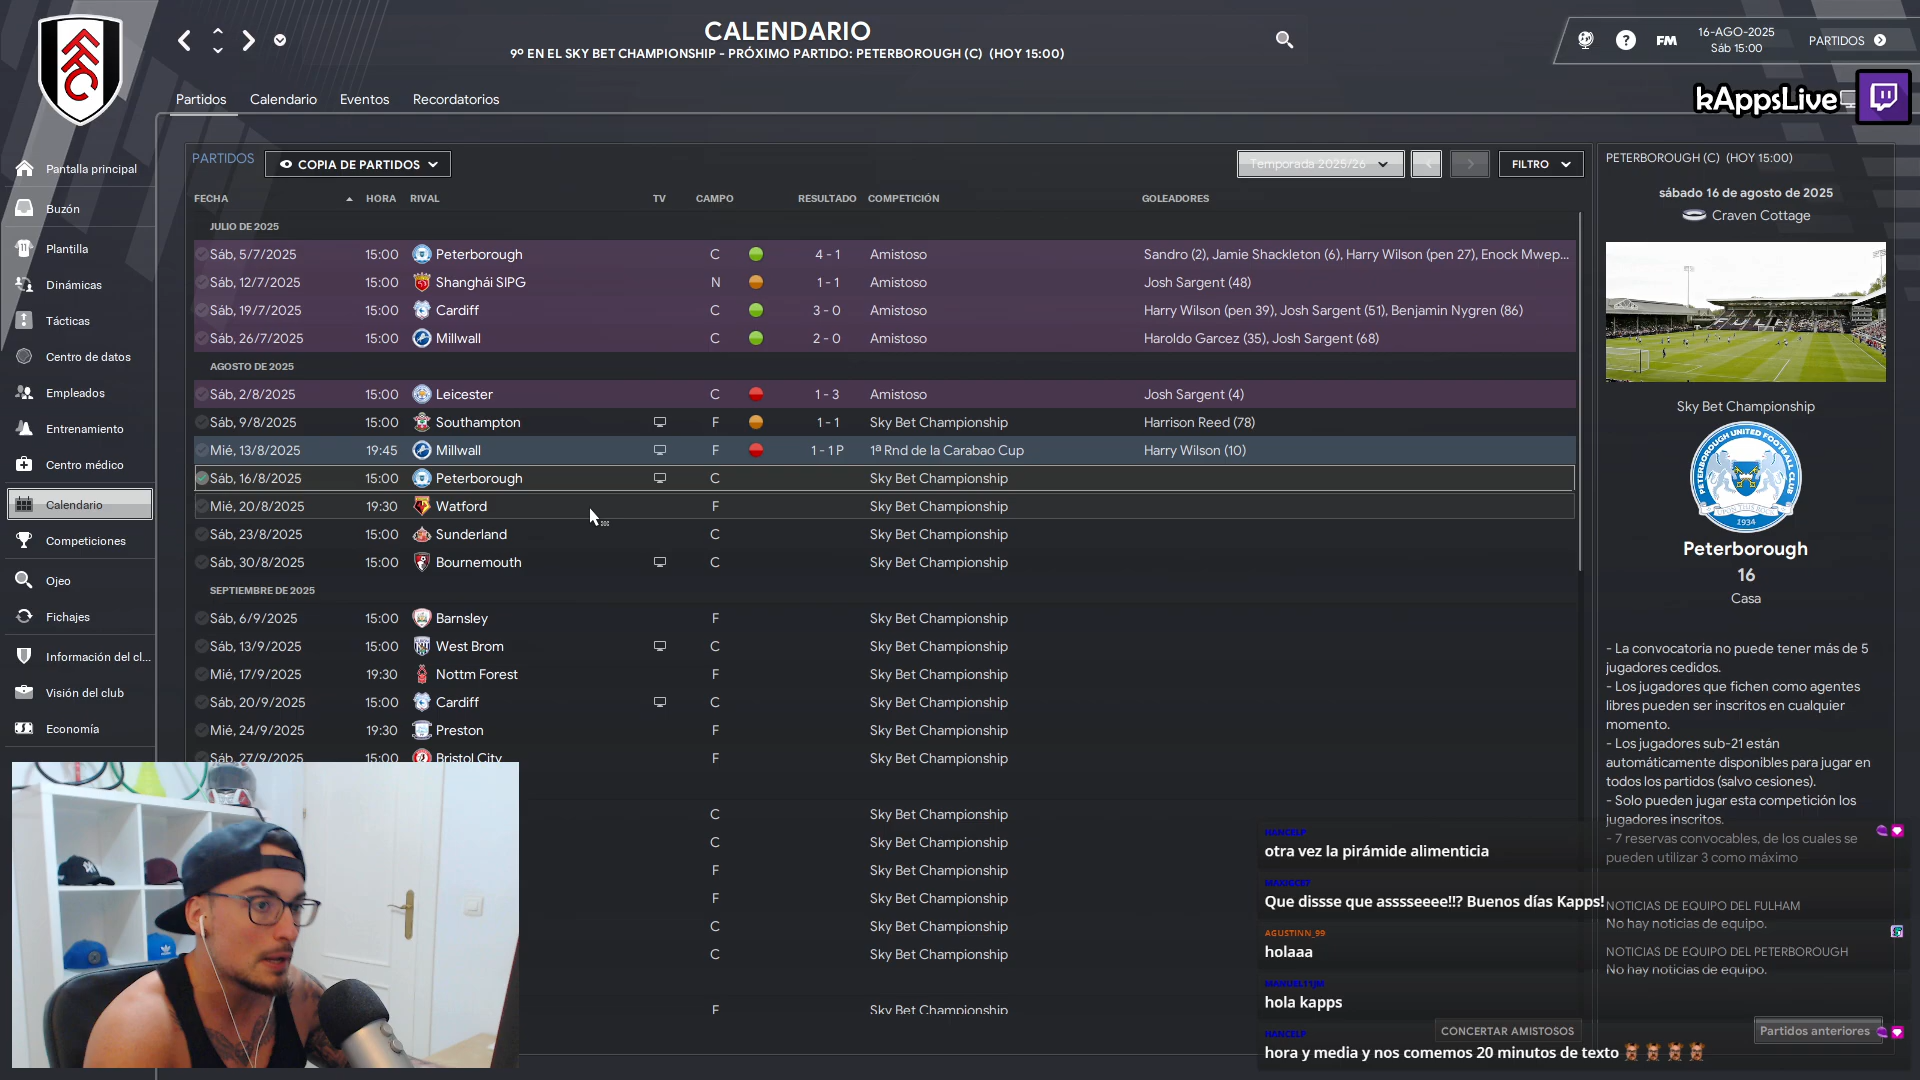 CALENDARIO
9º EN EL SKY BET CHAMPIONSHIP - PRÓXIMO PARTIDO: PETERBOROUGH (C) (HOY 15:00)
FM
16-AGO-2025
Sáb 15:00
PARTIDOS
kAppsLive
Partidos Calendario Eventos Recordatorios
Pantalla principal
Buzón
Plantilla
Dinámicas
Tácticas
Centro de datos
Empleados
Entrenamiento
Centro médico
Calendario
Competiciones
Ojeo
Fichajes
Información del cl...
Visión del club
Economía
PARTIDOS COPIA DE PARTIDOS Temporada 2025/26 FILTRO
FECHA HORA RIVAL TV CAMPO RESULTADO COMPETICIÓN GOLEADORES
JULIO DE 2025
Sáb, 5/7/2025 15:00 Peterborough C 4 - 1 Amistoso Sandro (2), Jamie Shackleton (6), Harry Wilson (pen 27), Enock Mwep...
Sáb, 12/7/2025 15:00 Shanghái SIPG N 1 - 1 Amistoso Josh Sargent (48)
Sáb, 19/7/2025 15:00 Cardiff C 3 - 0 Amistoso Harry Wilson (pen 39), Josh Sargent (51), Benjamin Nygren (86)
Sáb, 26/7/2025 15:00 Millwall C 2 - 0 Amistoso Haroldo Garcez (35), Josh Sargent (68)
AGOSTO DE 2025
Sáb, 2/8/2025 15:00 Leicester C 1 - 3 Amistoso Josh Sargent (4)
Sáb, 9/8/2025 15:00 Southampton F 1 - 1 Sky Bet Championship Harrison Reed (78)
Mié, 13/8/2025 19:45 Millwall F 1 - 1 P 1ª Rnd de la Carabao Cup Harry Wilson (10)
Sáb, 16/8/2025 15:00 Peterborough C Sky Bet Championship
Mié, 20/8/2025 19:30 Watford F Sky Bet Championship
Sáb, 23/8/2025 15:00 Sunderland C Sky Bet Championship
Sáb, 30/8/2025 15:00 Bournemouth C Sky Bet Championship
SEPTIEMBRE DE 2025
Sáb, 6/9/2025 15:00 Barnsley F Sky Bet Championship
Sáb, 13/9/2025 15:00 West Brom C Sky Bet Championship
Mié, 17/9/2025 19:30 Nottm Forest F Sky Bet Championship
Sáb, 20/9/2025 15:00 Cardiff C Sky Bet Championship
Mié, 24/9/2025 19:30 Preston F Sky Bet Championship
Sáb, 27/9/2025 15:00 Bristol City F Sky Bet Championship
C Sky Bet Championship
C Sky Bet Championship
F Sky Bet Championship
F Sky Bet Championship
C Sky Bet Championship
C Sky Bet Championship
F Sky Bet Championship
PETERBOROUGH (C) (HOY 15:00)
sábado 16 de agosto de 2025
Craven Cottage
Sky Bet Championship
PETERBOROUGH UNITED FOOTBALL CLUB
UPON THIS ROCK
1934
Peterborough
16
Casa
- La convocatoria no puede tener más de 5
jugadores cedidos.
- Los jugadores que fichen como agentes
libres pueden ser inscritos en cualquier
momento.
- Los jugadores sub-21 están
automáticamente disponibles para jugar en
todos los partidos (salvo cesiones).
- Solo pueden jugar esta competición los
jugadores inscritos.
- 7 reservas convocables, de los cuales se
pueden utilizar 3 como máximo
NOTICIAS DE EQUIPO DEL FULHAM
No hay noticias de equipo.
NOTICIAS DE EQUIPO DEL PETERBOROUGH
No hay noticias de equipo.
CONCERTAR AMISTOSOS
Partidos anteriores
HANCELP
otra vez la pirámide alimenticia
Que dissse que asssseeee!!? Buenos días Kapps!
AGUSTINN_99
holaaa
MANUEL11JM
hola kapps
HANCELP
hora y media y nos comemos 20 minutos de texto